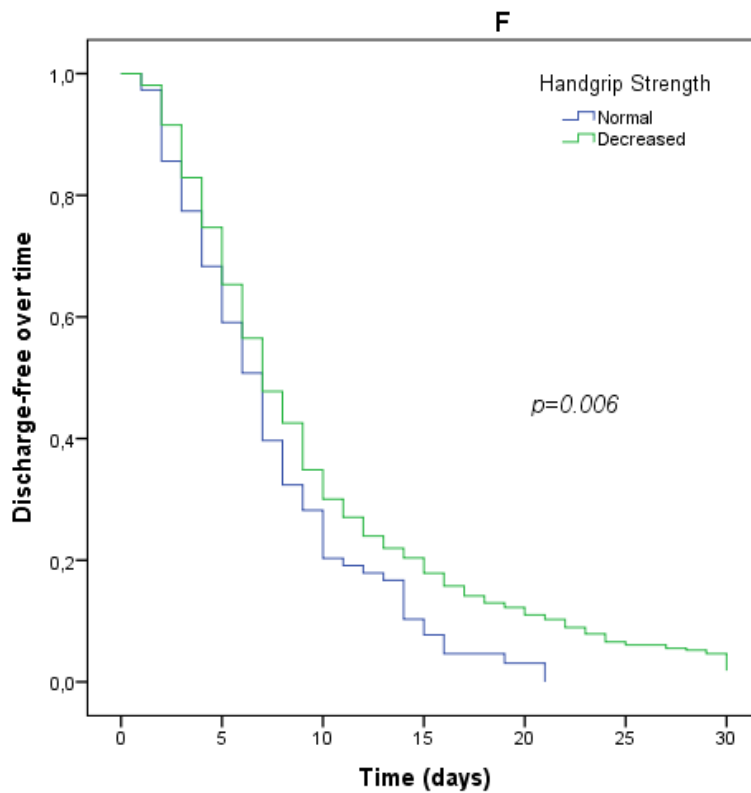 F
Handgrip Strength
Normal
Decreased
1,0
0,8
0,6
0,4
0,2
0,0
p=0.006
Discharge-free over time
0 5 10 15 20 25 30
Time (days)